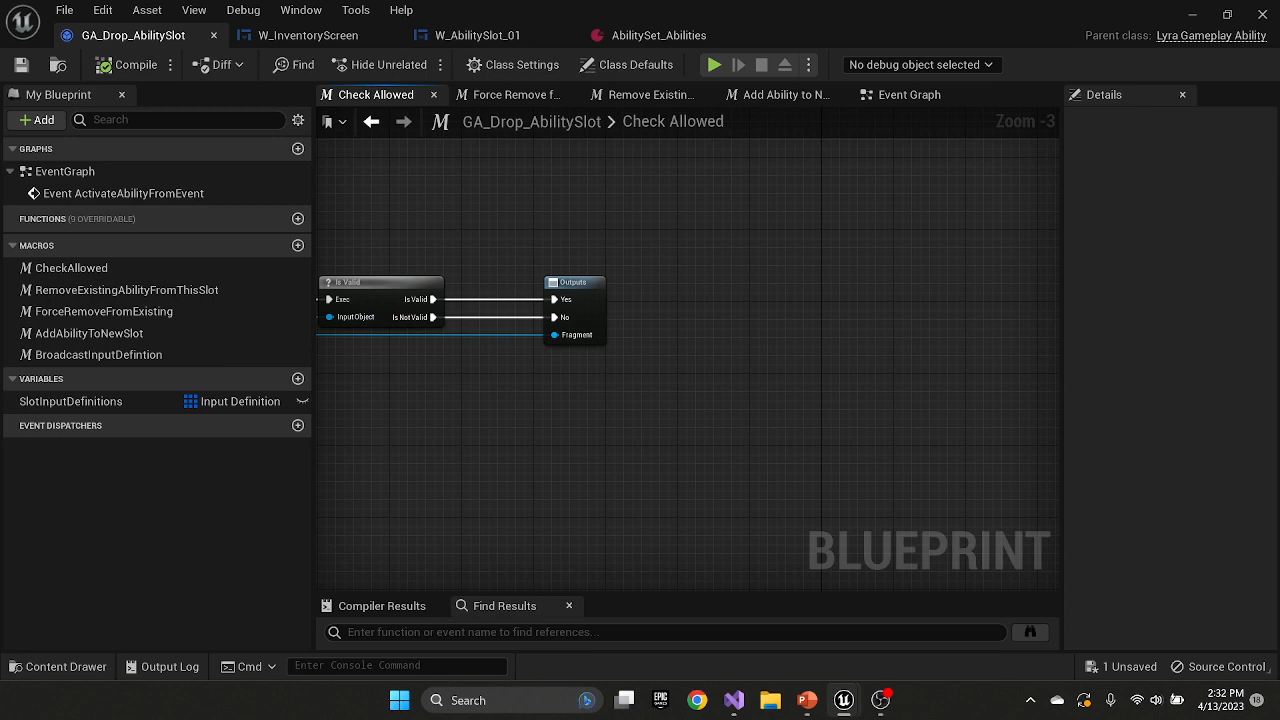 File Edit Asset View Debug Window Tools Help
GA_Drop_AbilitySlot W_InventoryScreen W_AbilitySlot_01 AbilitySet_Abilities Parent class: Lyra Gameplay Ability
Compile Diff Find Hide Unrelated Class Settings Class Defaults No debug object selected
My Blueprint Check Allowed Force Remove f... Remove Existin... Add Ability to N... Event Graph Details
Add Search GA_Drop_AbilitySlot > Check Allowed Zoom -3
GRAPHS
EventGraph
Event ActivateAbilityFromEvent
FUNCTIONS (9 OVERRIDABLE)
MACROS
CheckAllowed
RemoveExistingAbilityFromThisSlot
ForceRemoveFromExisting
AddAbilityToNewSlot
BroadcastInputDefintion
VARIABLES
SlotInputDefinitions Input Definition
EVENT DISPATCHERS
? Is Valid
Exec Is Valid
InputObject Is Not Valid
Outputs
Yes
No
Fragment
BLUEPRINT
Compiler Results Find Results
Enter function or event name to find references...
Content Drawer Output Log Cmd Enter Console Command 1 Unsaved Source Control
Search
EPIC GAMES
2:32 PM
4/13/2023
18